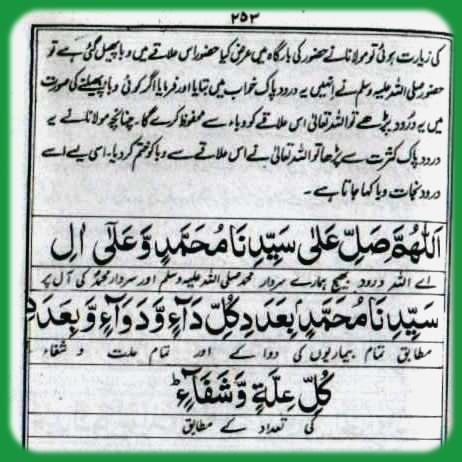 ۲۵۳
کی زیارت ہوئی تو مولانا نے حضور کی بارگاہ میں عرض کیا حضور اس علاقے میں وبا پھیل گئی ہے تو
حضور صلی اللہ علیہ وسلم نے انہیں یہ درود پاک خواب میں بتایا اور فرمایا اگر کوئی وبا پھیلنے کی صورت
میں یہ درُود پڑھے تو اللہ تعالیٰ اس علاقے کو وباء سے محفوظ کرے گا۔ چنانچہ مولانا نے یہ
درود پاک کثرت سے پڑھا تو اللہ تعالیٰ نے اس علاقے سے وبا کو ختم کر دیا۔ اسی لیے اسے
درود نجات وبا کہا جاتا ہے۔
اَللّٰهُمَّ صَلِّ عَلٰى سَيِّدِنَا مُحَمَّدٍ وَّعَلٰٓى اٰلِ
اے اللہ درود بھیج ہمارے سردار محمد صلی اللہ علیہ وسلم اور سردار محمدؐ کی آل پر
سَيِّدِنَا مُحَمَّدٍ بِعَدَدِ كُلِّ دَآءٍ وَّدَوَآءٍ وَّبِعَدَدِ
مطابق تمام بیماریوں کی دوا کے اور تمام علت و شفاء
كُلِّ عِلَّةٍ وَّشِفَآءٍ
کی تعداد کے مطابق